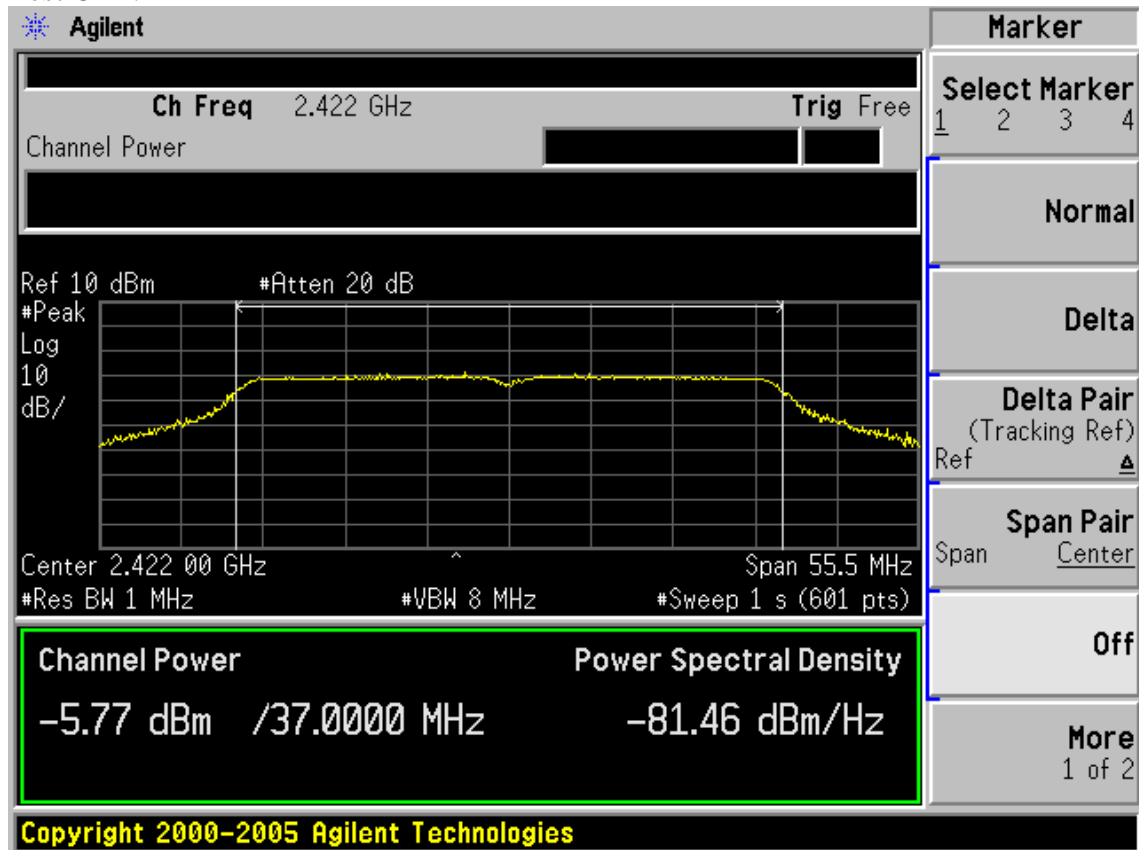 Agilent
Ch Freq 2.422 GHz Trig Free
Channel Power
Ref 10 dBm #Atten 20 dB
#Peak
Log
10
dB/
Center 2.422 00 GHz ^ Span 55.5 MHz
#Res BW 1 MHz #VBW 8 MHz #Sweep 1 s (601 pts)
Channel Power Power Spectral Density
-5.77 dBm /37.0000 MHz -81.46 dBm/Hz
Copyright 2000-2005 Agilent Technologies
Marker
Select Marker
1 2 3 4
Normal
Delta
Delta Pair
(Tracking Ref)
Ref Δ
Span Pair
Span Center
Off
More
1 of 2